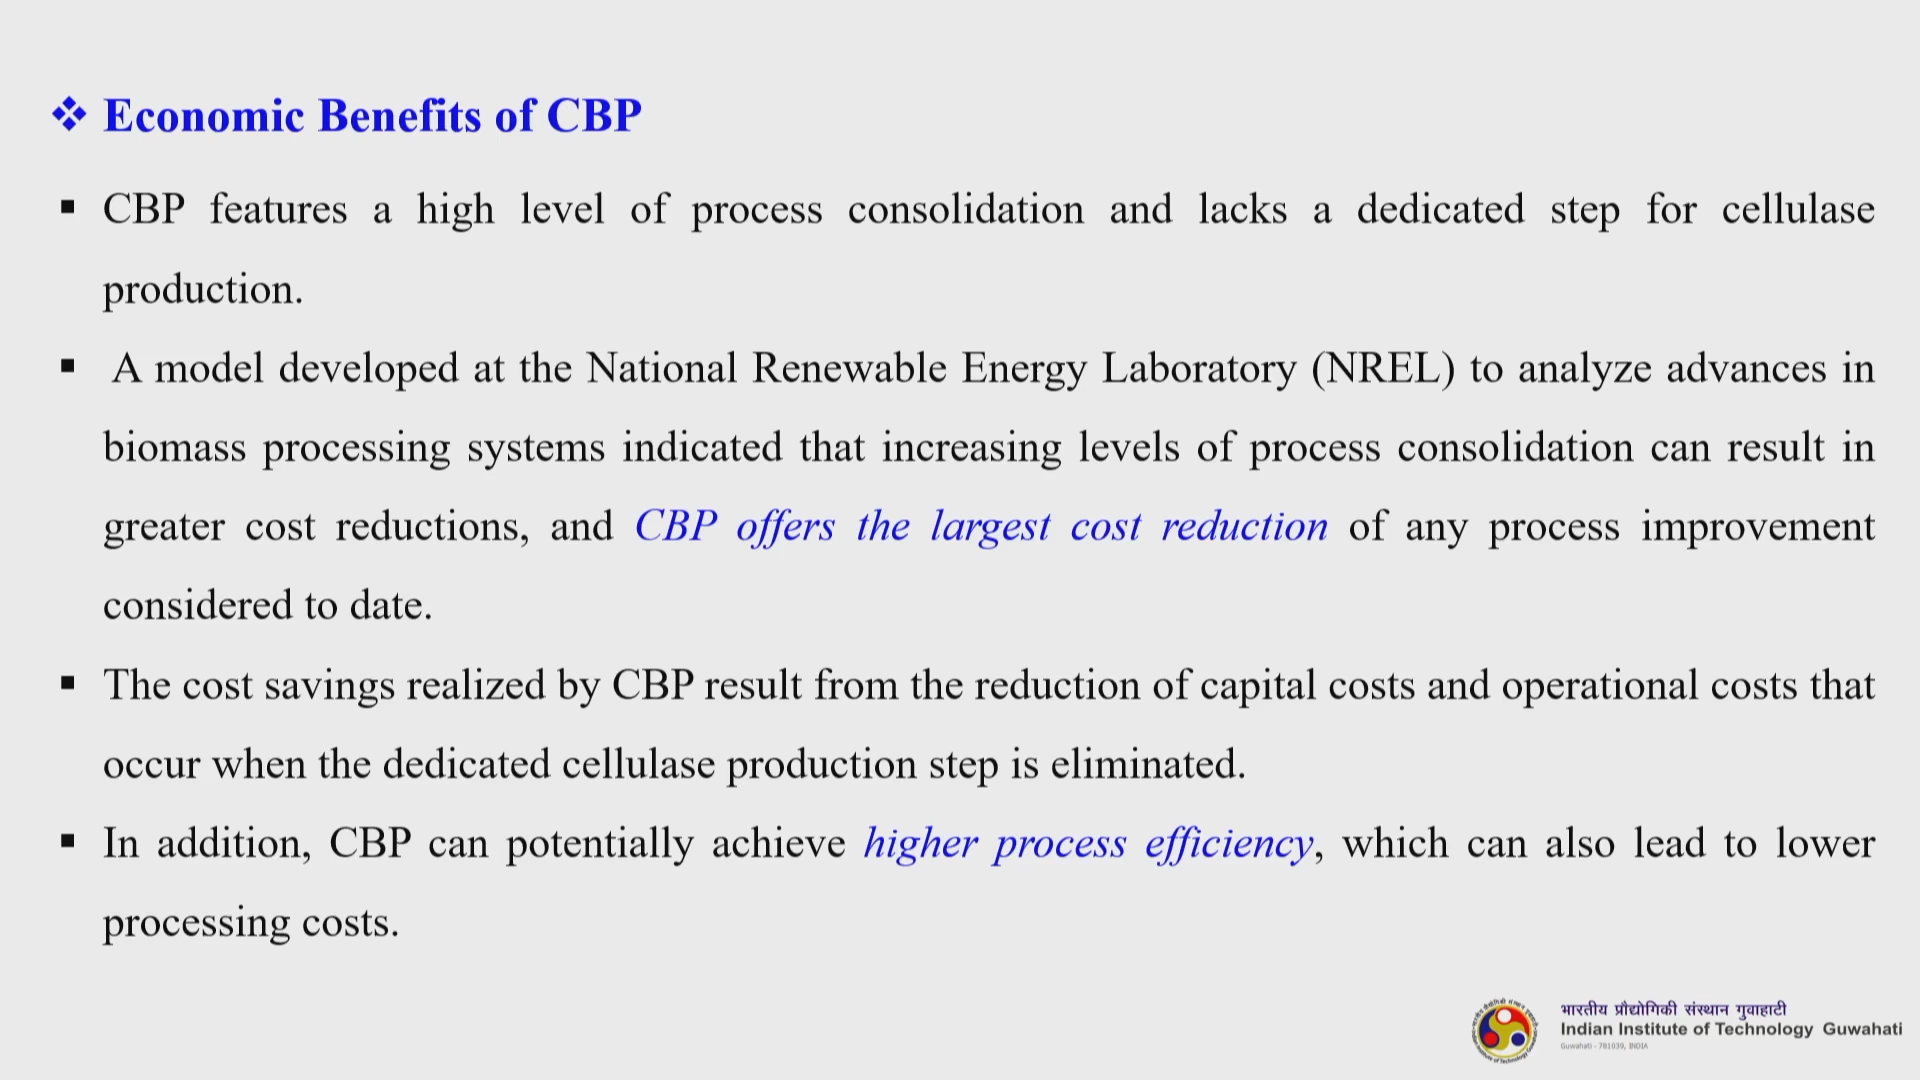 ❖ Economic Benefits of CBP
▪ CBP features a high level of process consolidation and lacks a dedicated step for cellulase
production.
▪ A model developed at the National Renewable Energy Laboratory (NREL) to analyze advances in
biomass processing systems indicated that increasing levels of process consolidation can result in
greater cost reductions, and CBP offers the largest cost reduction of any process improvement
considered to date.
▪ The cost savings realized by CBP result from the reduction of capital costs and operational costs that
occur when the dedicated cellulase production step is eliminated.
▪ In addition, CBP can potentially achieve higher process efficiency, which can also lead to lower
processing costs.
भारतीय प्रौद्योगिकी संस्थान गुवाहाटी
Indian Institute of Technology Guwahati
Guwahati - 781039, INDIA